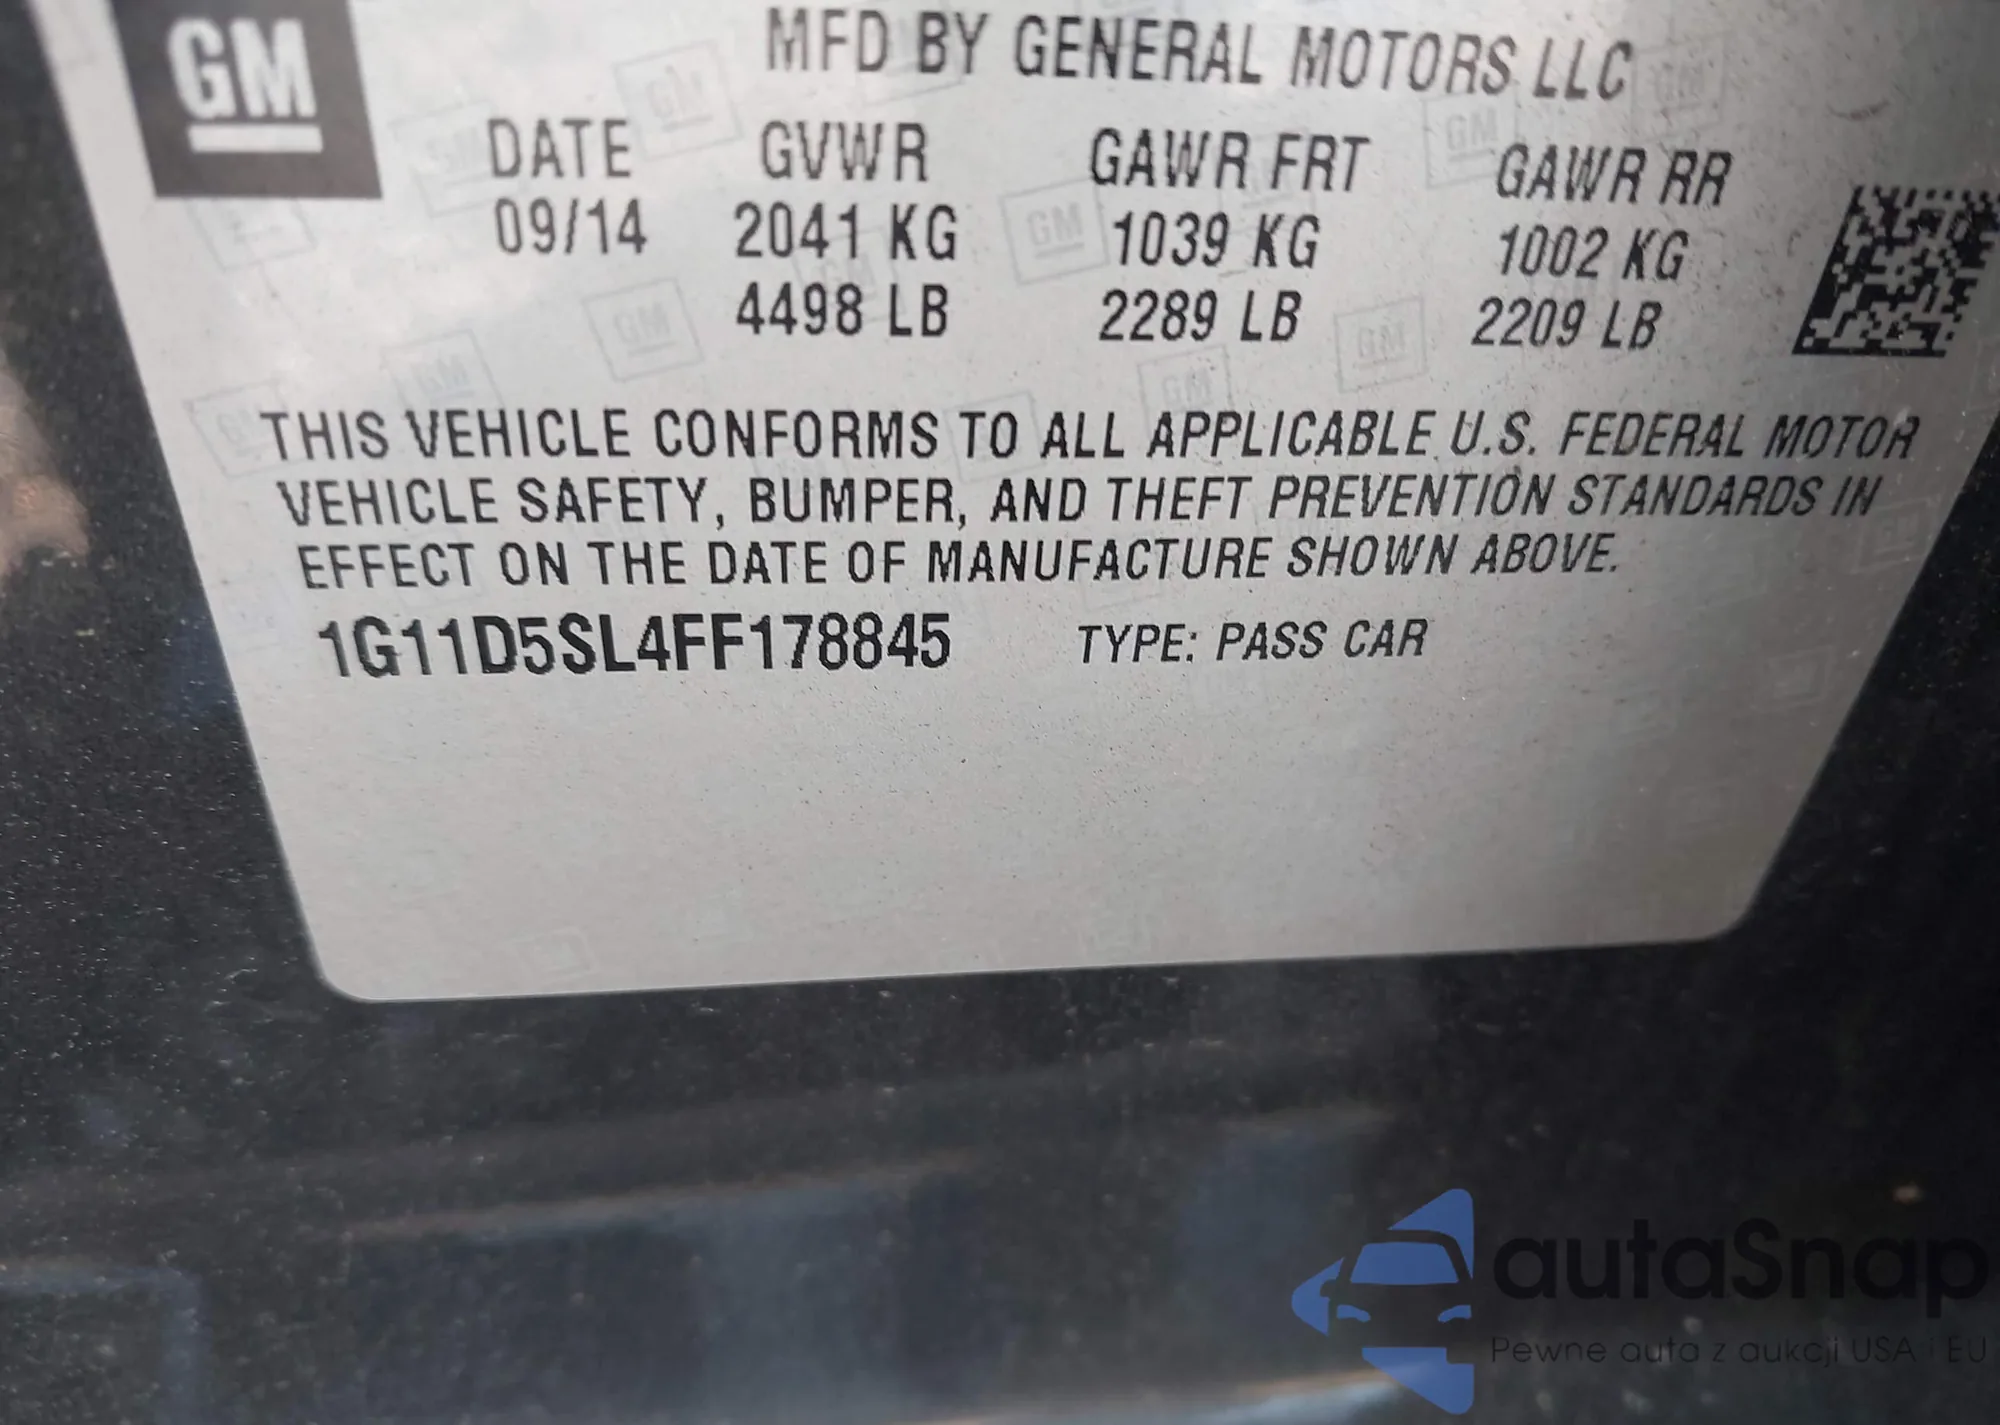 GM
MFD BY GENERAL MOTORS LLC
DATE GVWR GAWR FRT GAWR RR
09/14 2041 KG 1039 KG 1002 KG
4498 LB 2289 LB 2209 LB
THIS VEHICLE CONFORMS TO ALL APPLICABLE U.S. FEDERAL MOTOR
VEHICLE SAFETY, BUMPER, AND THEFT PREVENTION STANDARDS IN
EFFECT ON THE DATE OF MANUFACTURE SHOWN ABOVE.
1G11D5SL4FF178845 TYPE: PASS CAR
autaSnap
Pewne auta z aukcji USA i EU